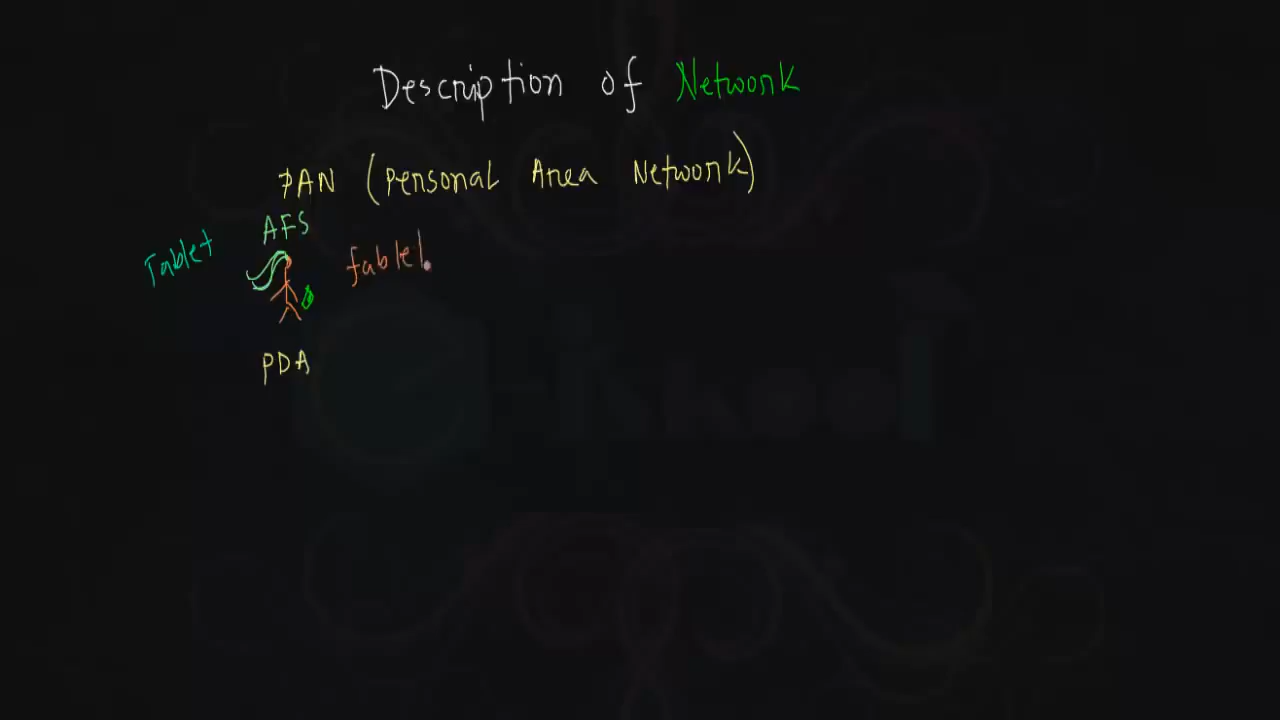 Description of Network
PAN (Personal Area Network)
AFS
Tablet
fablet
PDA